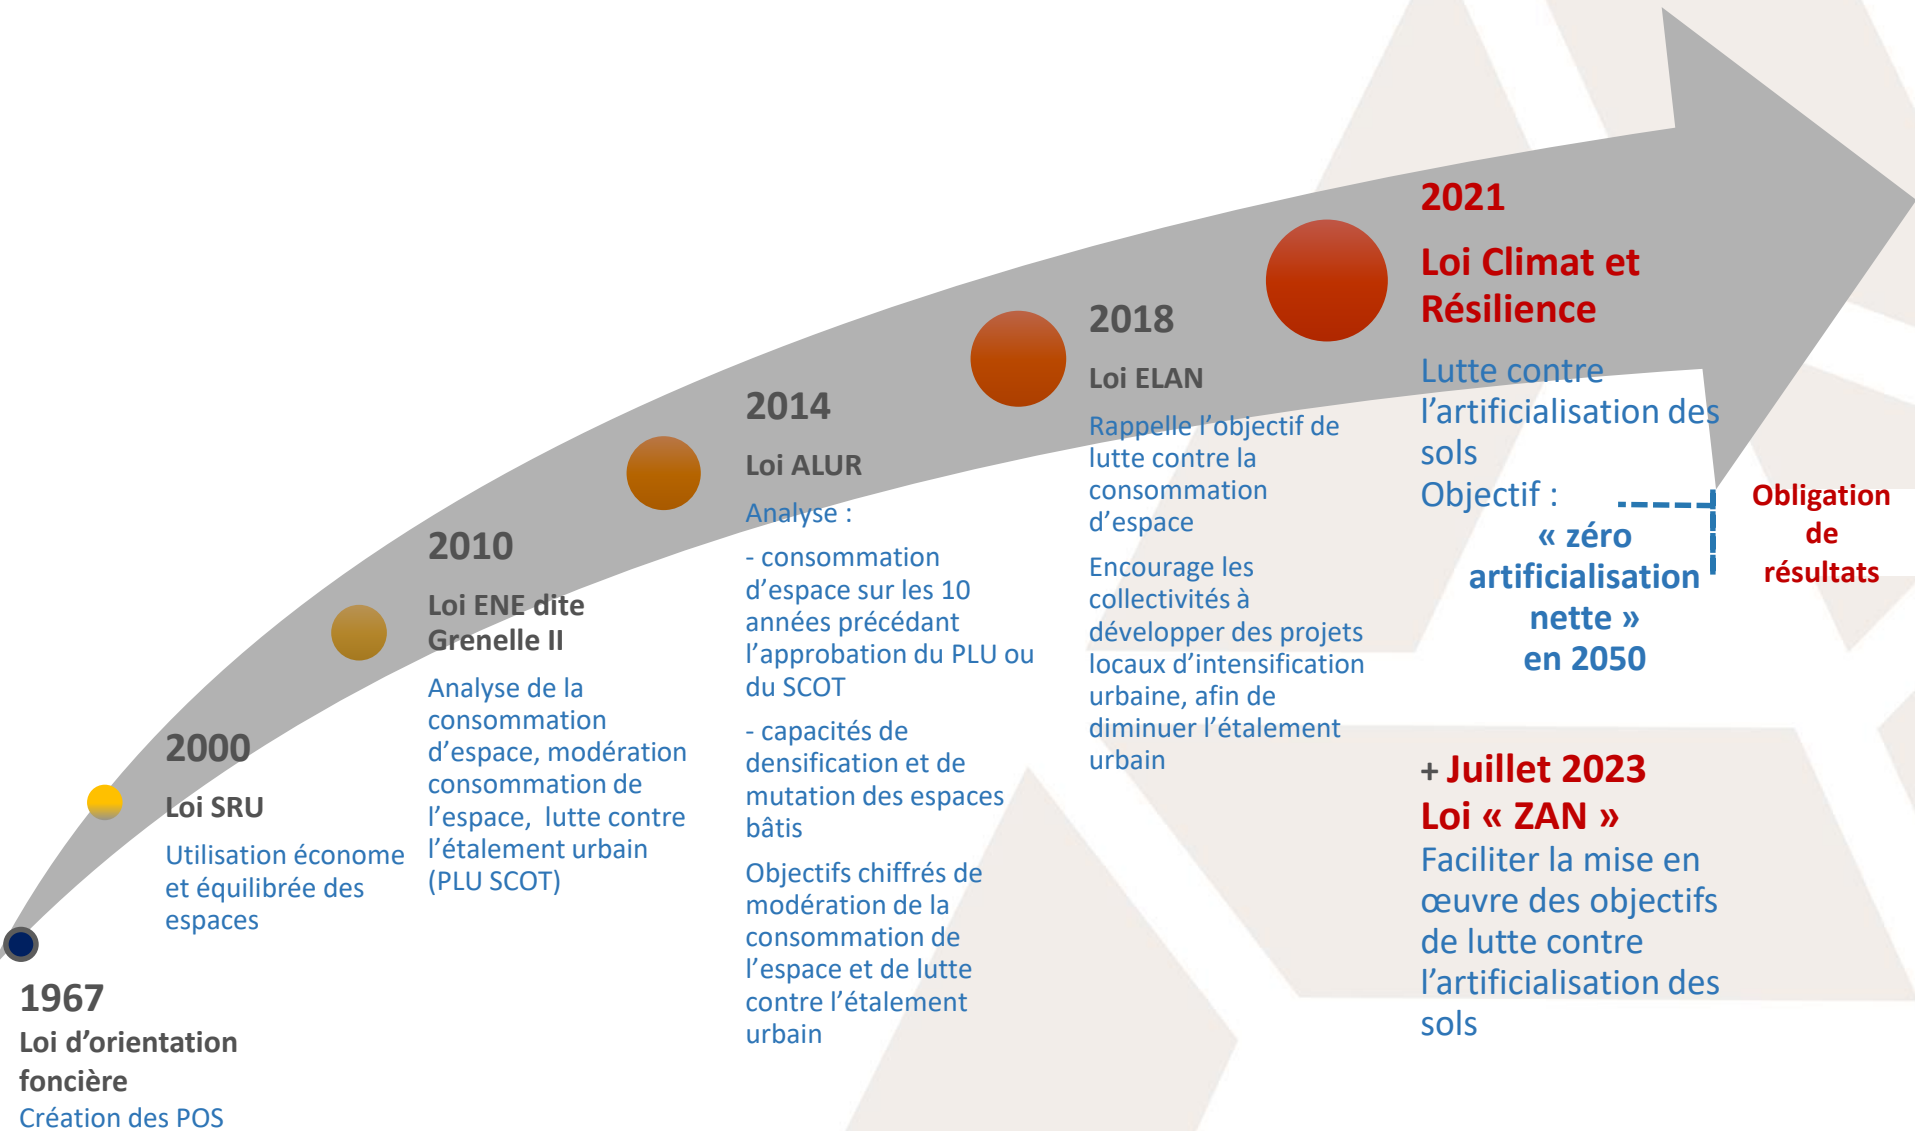 1967
Loi d’orientation
foncière
Création des POS
2000
Loi SRU
Utilisation économe
et équilibrée des
espaces
2010
Loi ENE dite
Grenelle II
Analyse de la
consommation
d’espace, modération
consommation de
l’espace, lutte contre
l’étalement urbain
(PLU SCOT)
2014
Loi ALUR
Analyse :
- consommation
d’espace sur les 10
années précédant
l’approbation du PLU ou
du SCOT
- capacités de
densification et de
mutation des espaces
bâtis
Objectifs chiffrés de
modération de la
consommation de
l’espace et de lutte
contre l’étalement
urbain
2018
Loi ELAN
Rappelle l’objectif de
lutte contre la
consommation
d’espace
Encourage les
collectivités à
développer des projets
locaux d’intensification
urbaine, afin de
diminuer l’étalement
urbain
2021
Loi Climat et
Résilience
Lutte contre
l’artificialisation des
sols
Objectif :
« zéro
artificialisation
nette »
en 2050
Obligation
de
résultats
+ Juillet 2023
Loi « ZAN »
Faciliter la mise en
œuvre des objectifs
de lutte contre
l’artificialisation des
sols